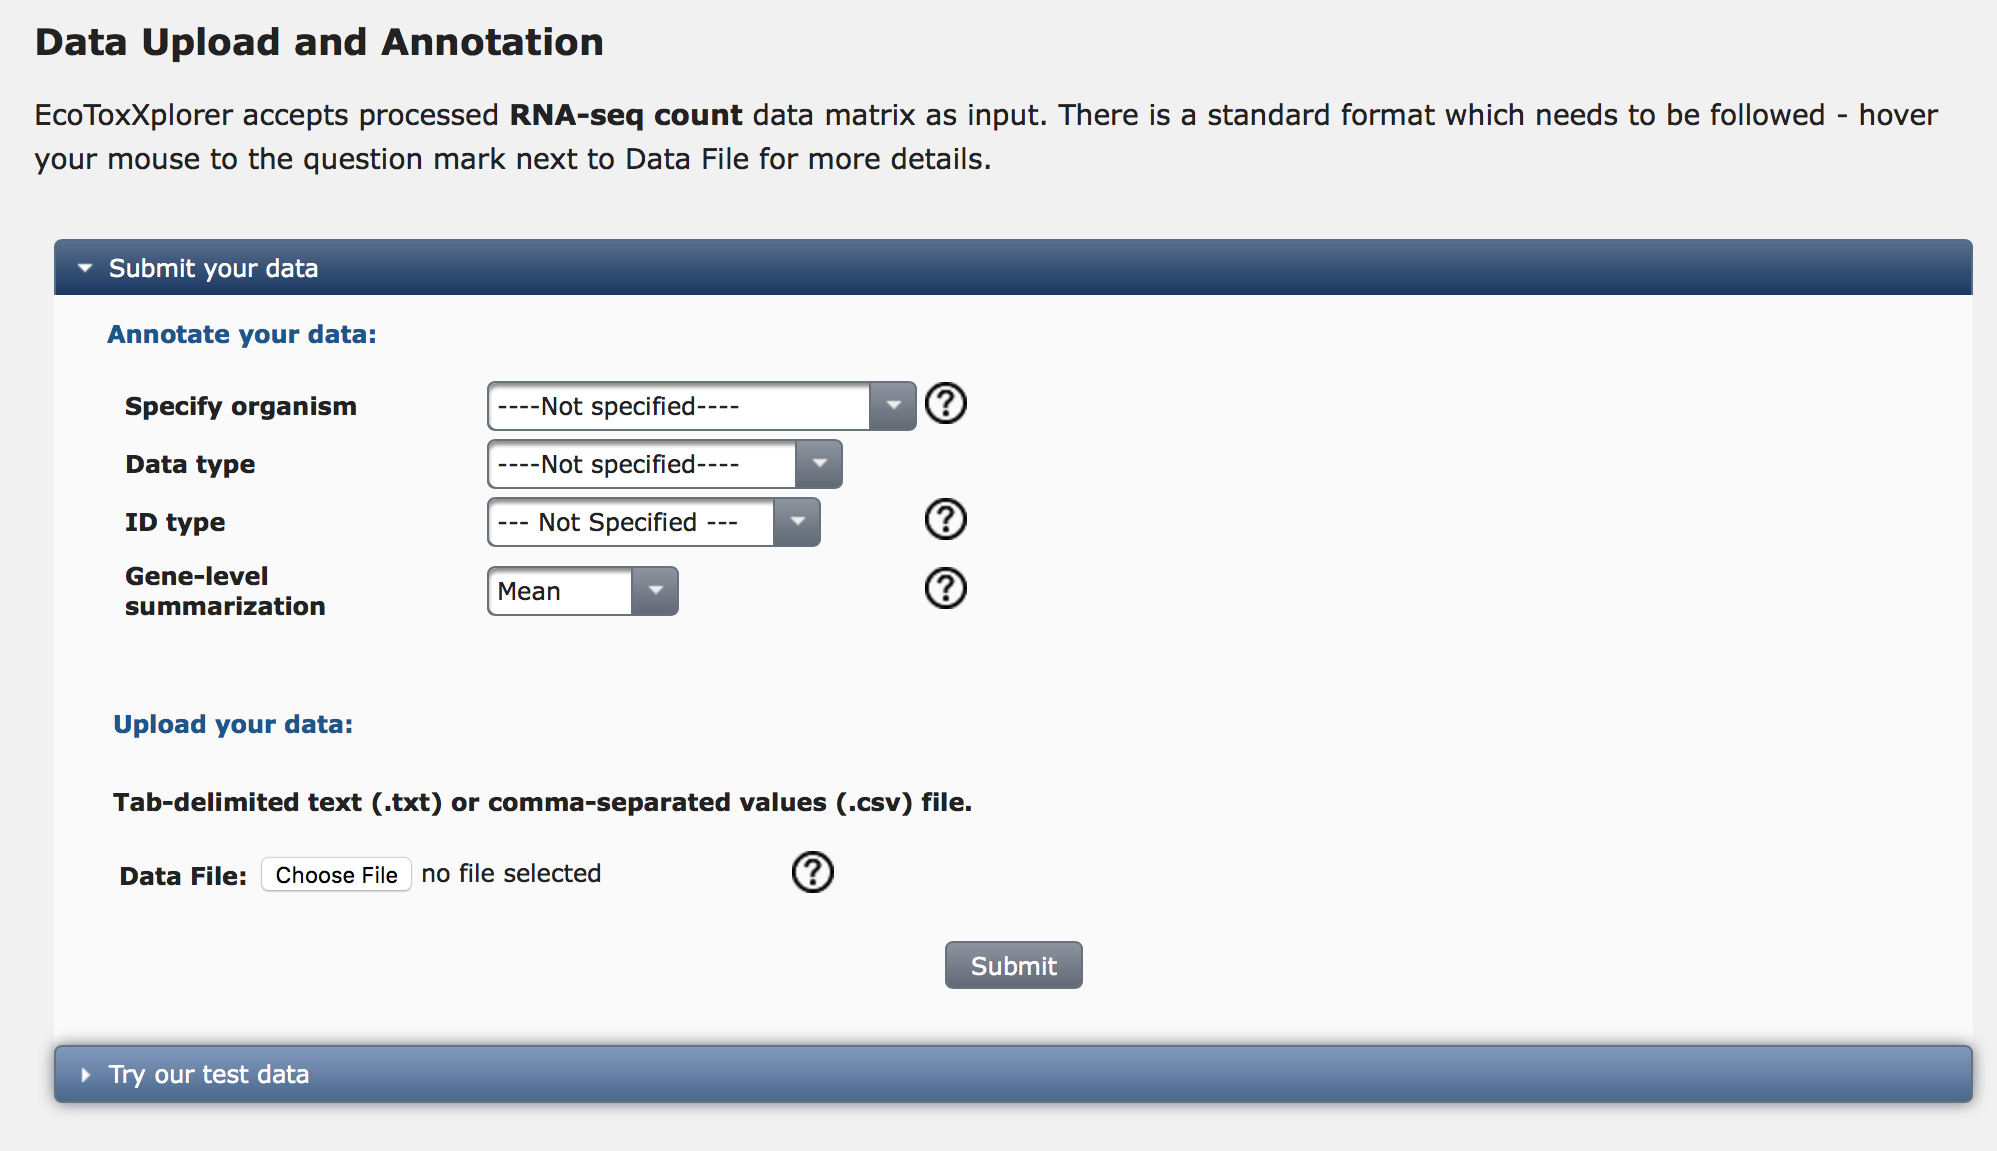 Data Upload and Annotation
EcoToxXplorer accepts processed RNA-seq count data matrix as input. There is a standard format which needs to be followed - hover
your mouse to the question mark next to Data File for more details.
Submit your data
Annotate your data:
Specify organism ----Not specified---- ?
Data type ----Not specified----
ID type --- Not Specified --- ?
Gene-level
summarization Mean ?
Upload your data:
Tab-delimited text (.txt) or comma-separated values (.csv) file.
Data File: Choose File no file selected ?
Submit
Try our test data